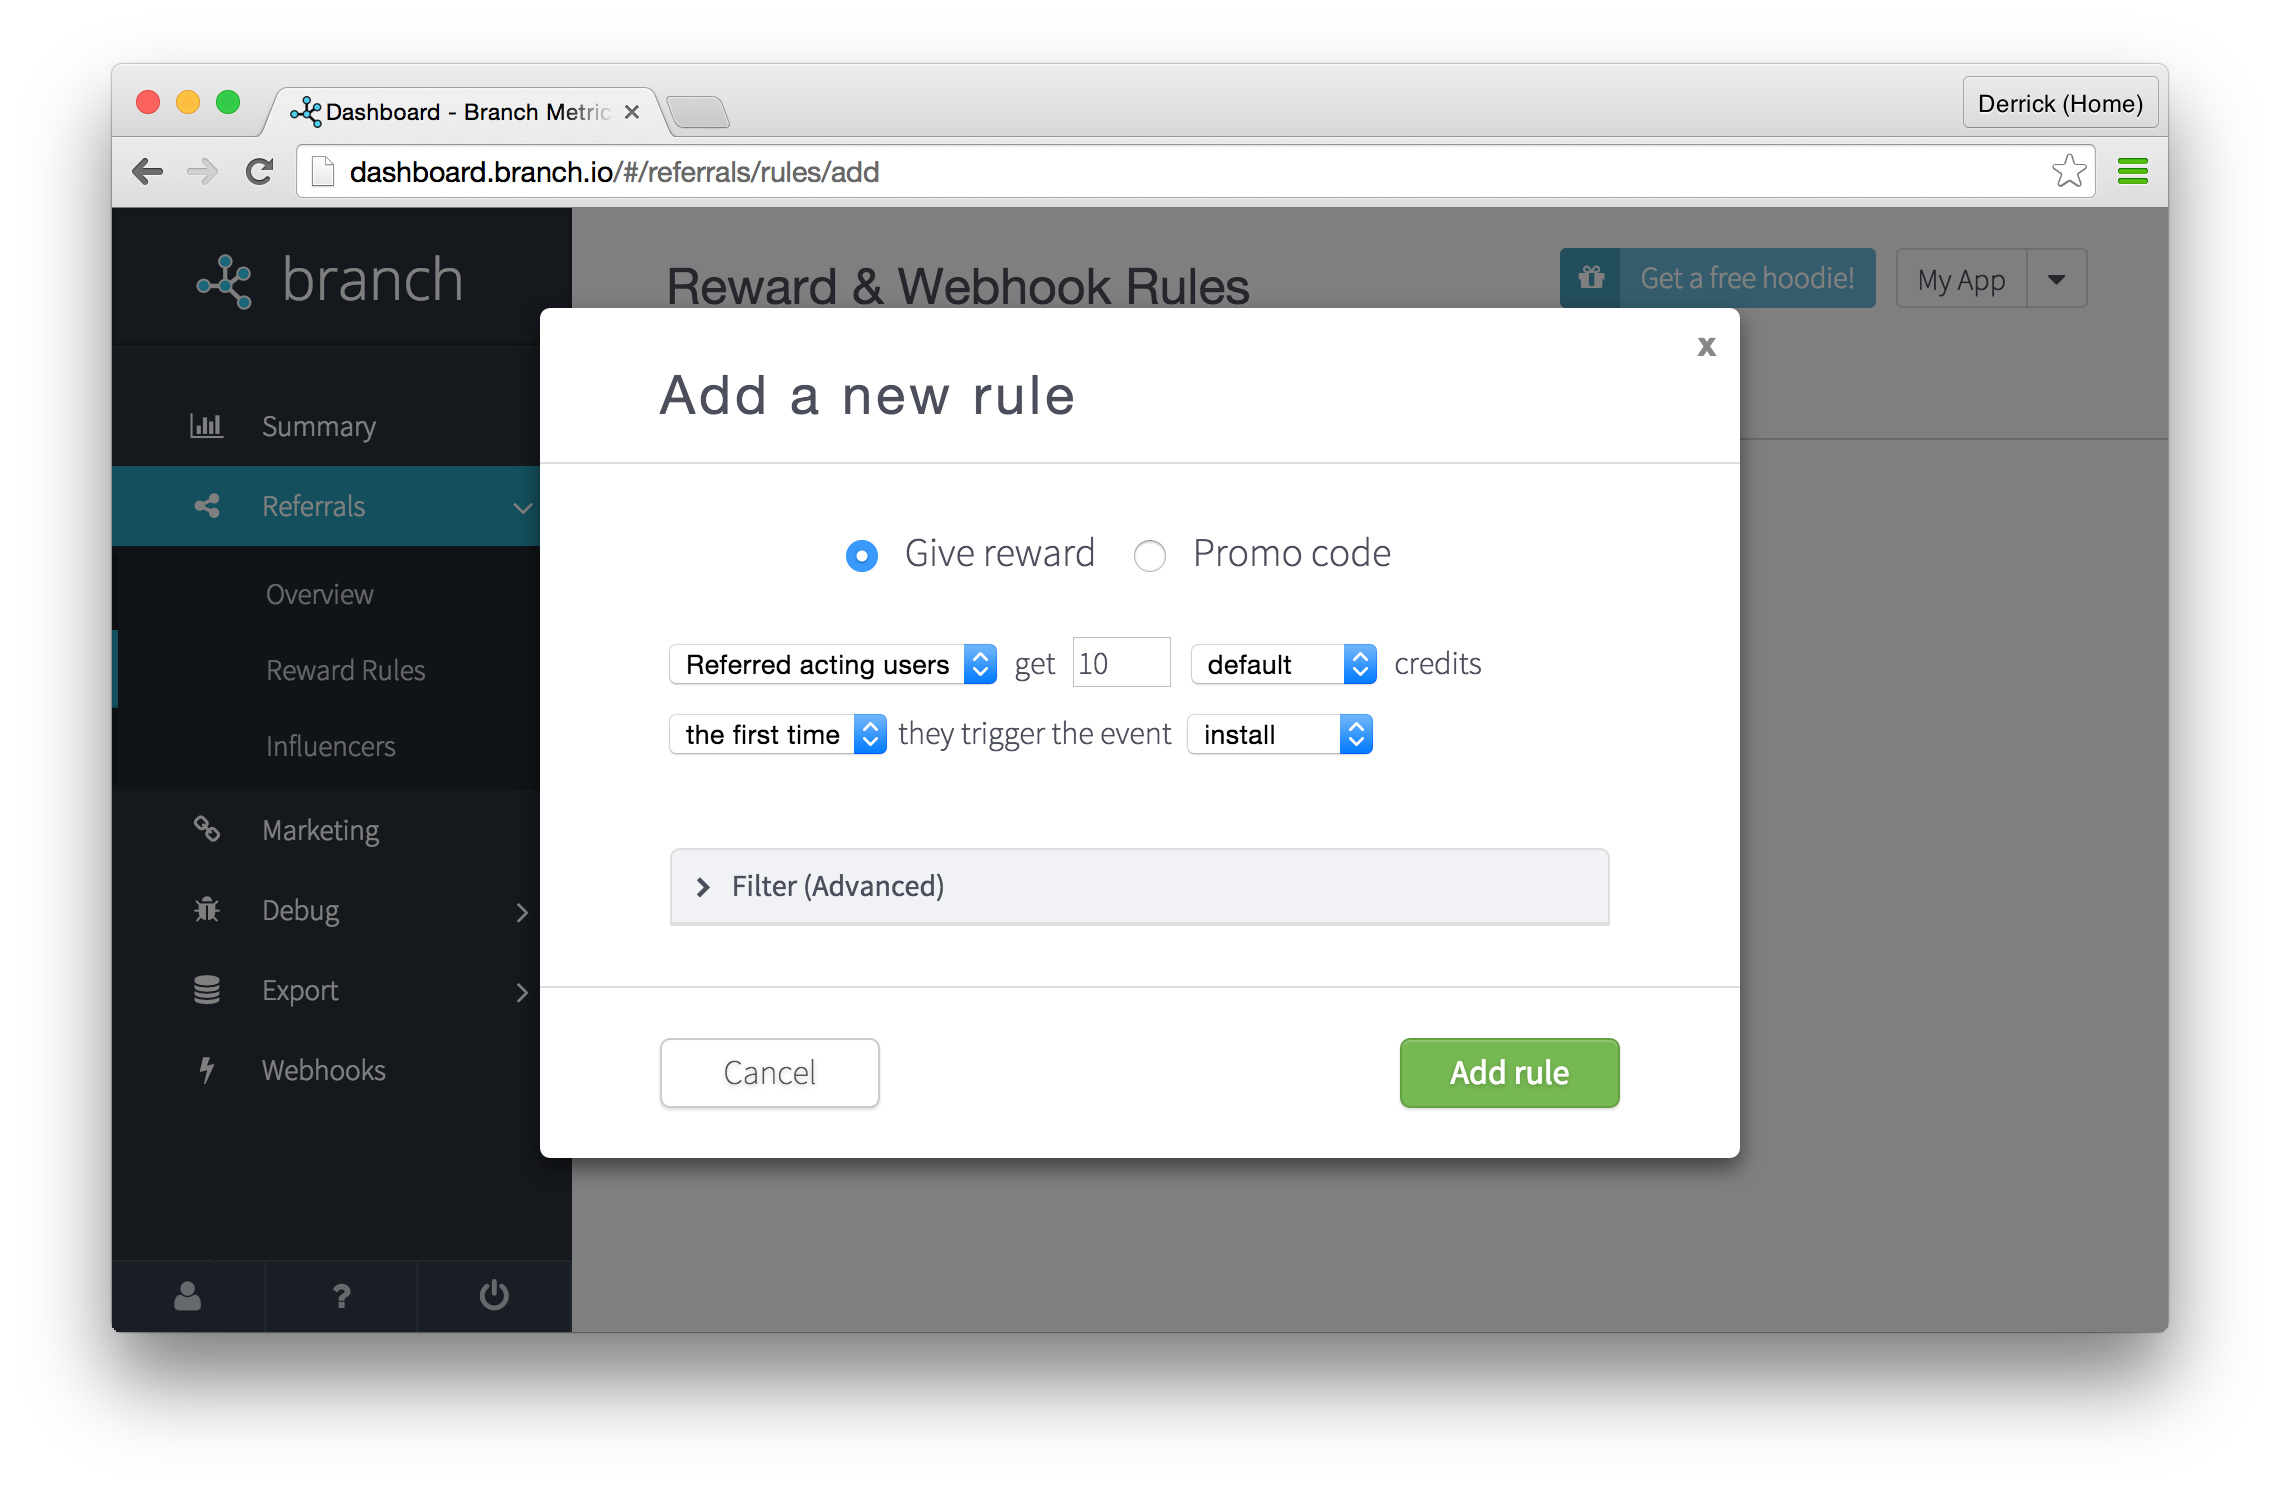 Dashboard - Branch Metric
Derrick (Home)
dashboard.branch.io/#/referrals/rules/add
branch
Reward & Webhook Rules
Get a free hoodie!
My App
x
Add a new rule
Summary
Referrals
Overview
Reward Rules
Influencers
Marketing
Debug
Export
Webhooks
Give reward Promo code
Referred acting users get 10 default credits
the first time they trigger the event install
Filter (Advanced)
Cancel Add rule
?